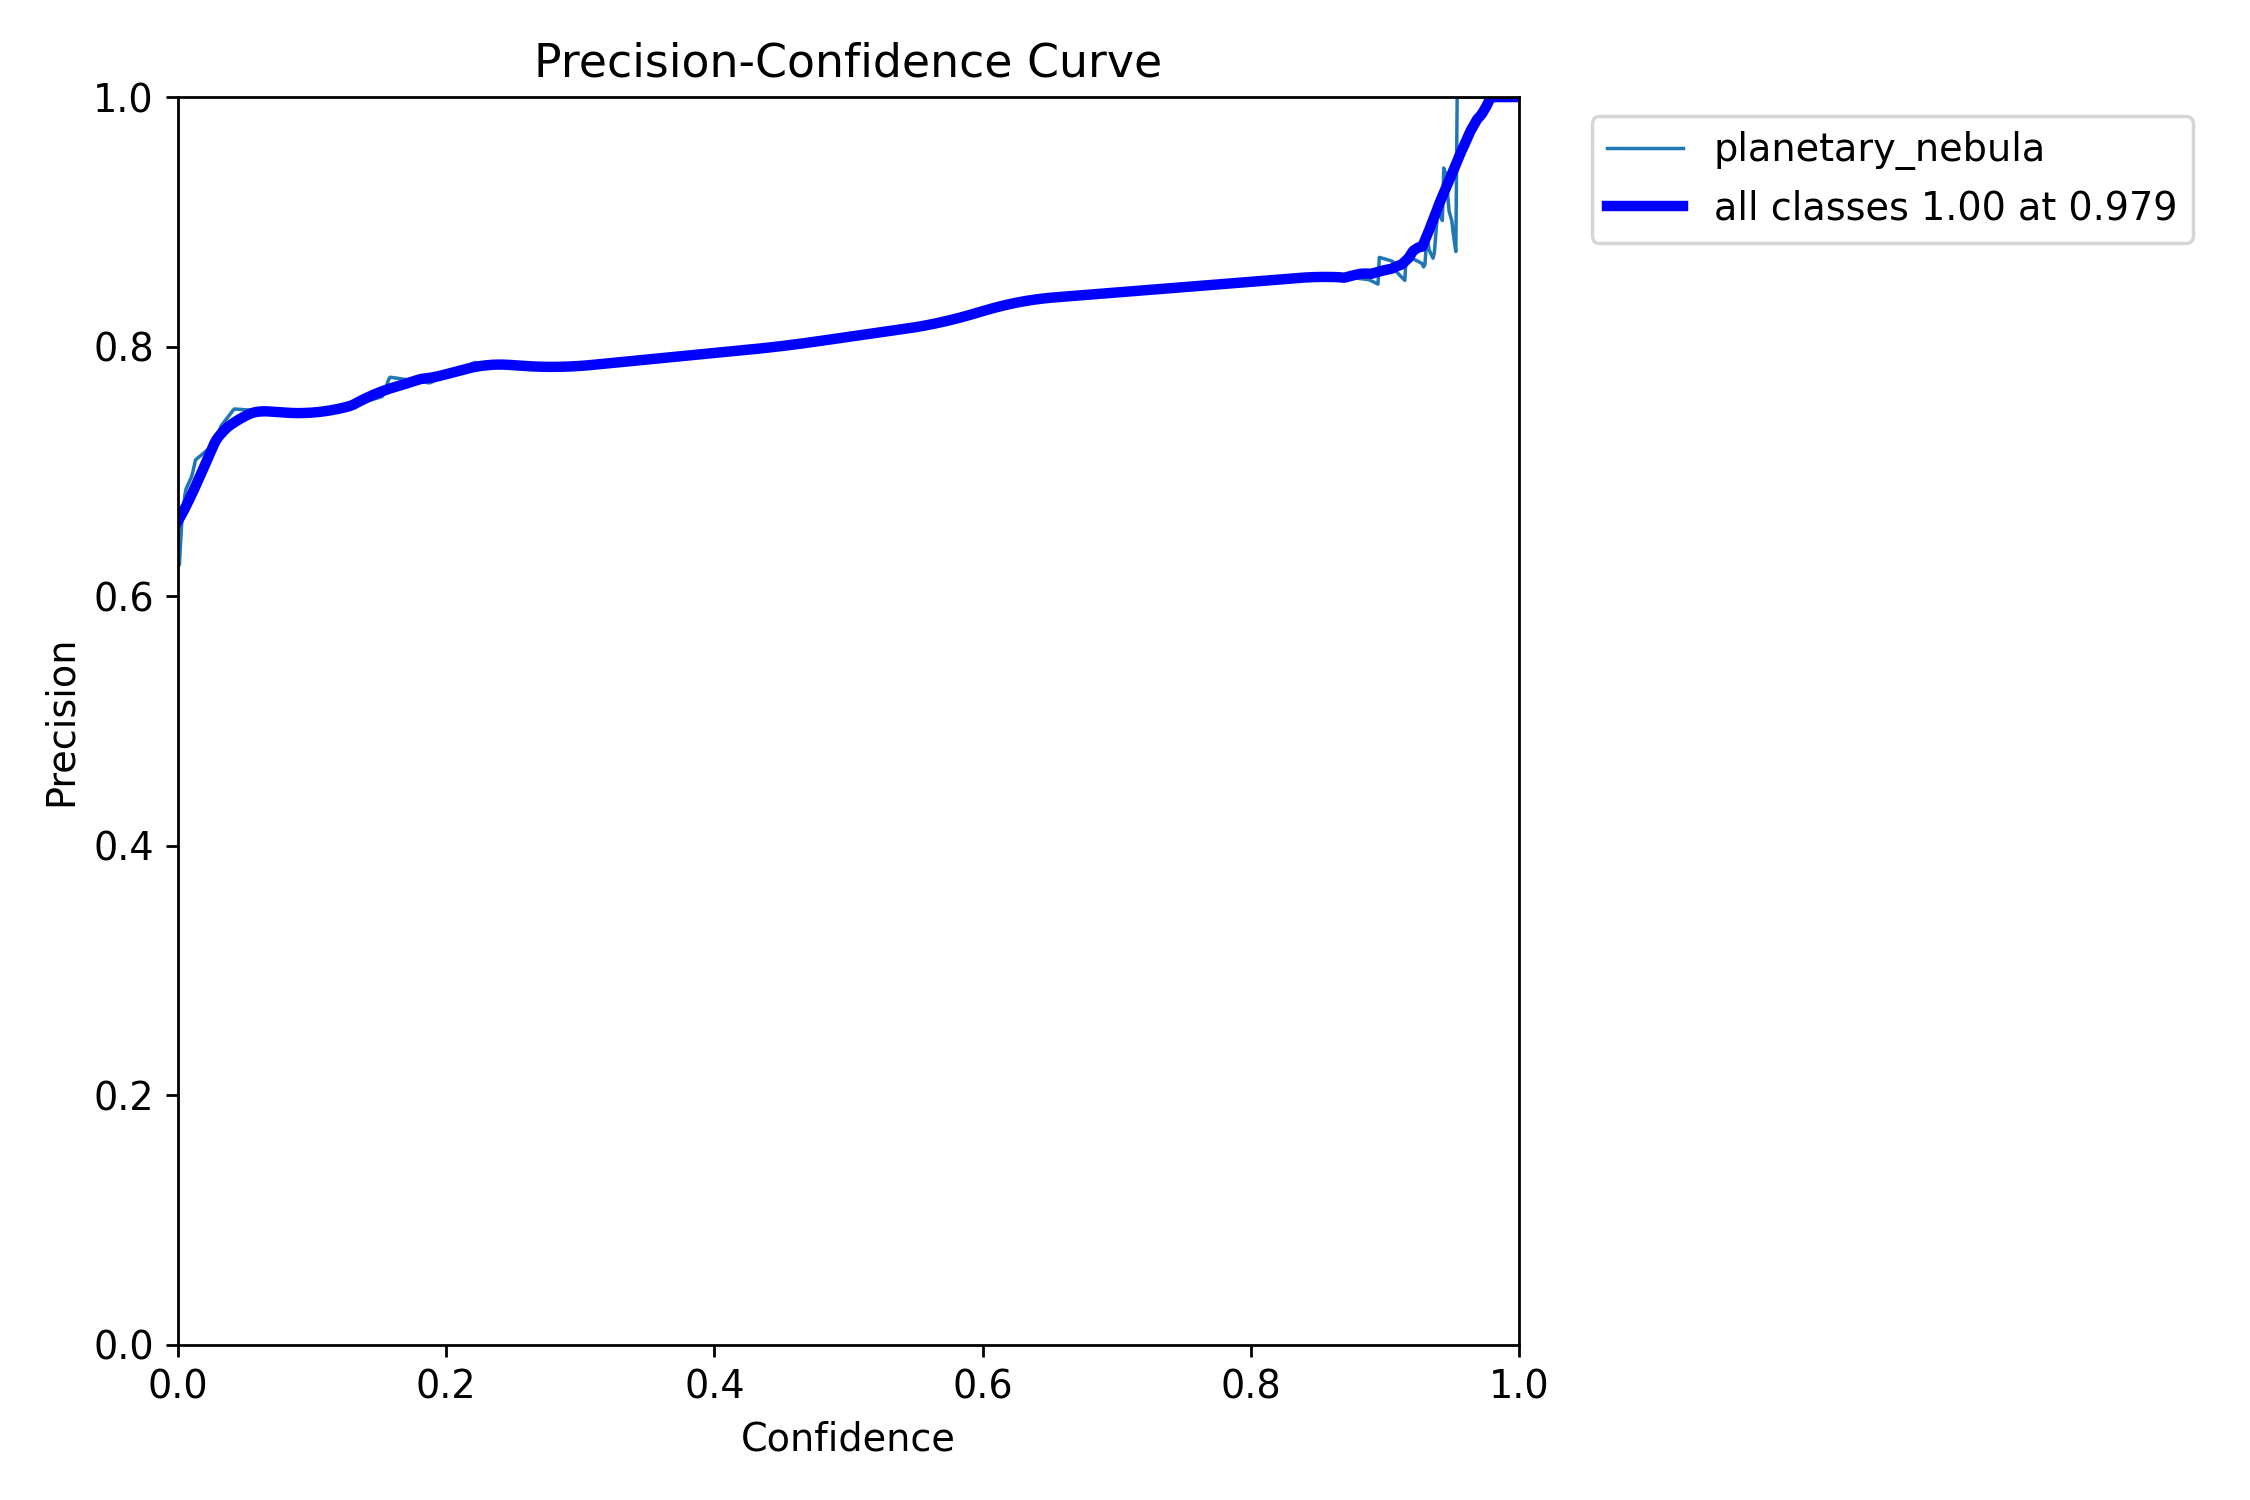 Precision-Confidence Curve
1.0
0.8
0.6
0.4
0.2
0.0
Precision
0.0 0.2 0.4 0.6 0.8 1.0
Confidence
planetary_nebula
all classes 1.00 at 0.979